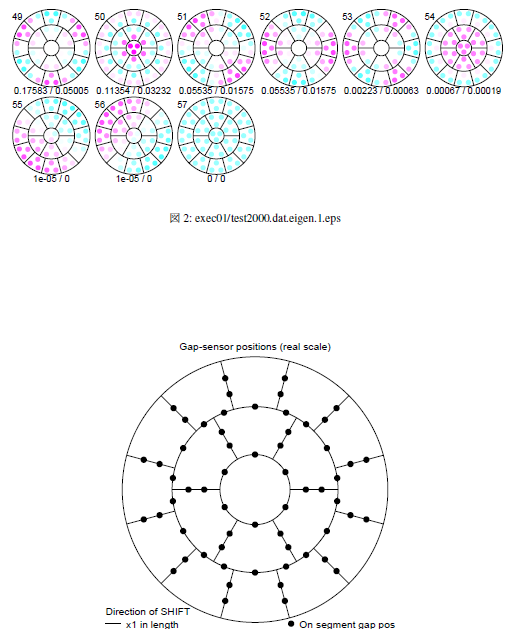 49 50 51 52 53 54
0.17583 / 0.05005 0.11354 / 0.03232 0.05535 / 0.01575 0.05535 / 0.01575 0.00223 / 0.00063 0.00067 / 0.00019
55 56 57
1e-05 / 0 1e-05 / 0 0 / 0
図 2: exec01/test2000.dat.eigen.1.eps
Gap-sensor positions (real scale)
Direction of SHIFT
x1 in length
On segment gap pos